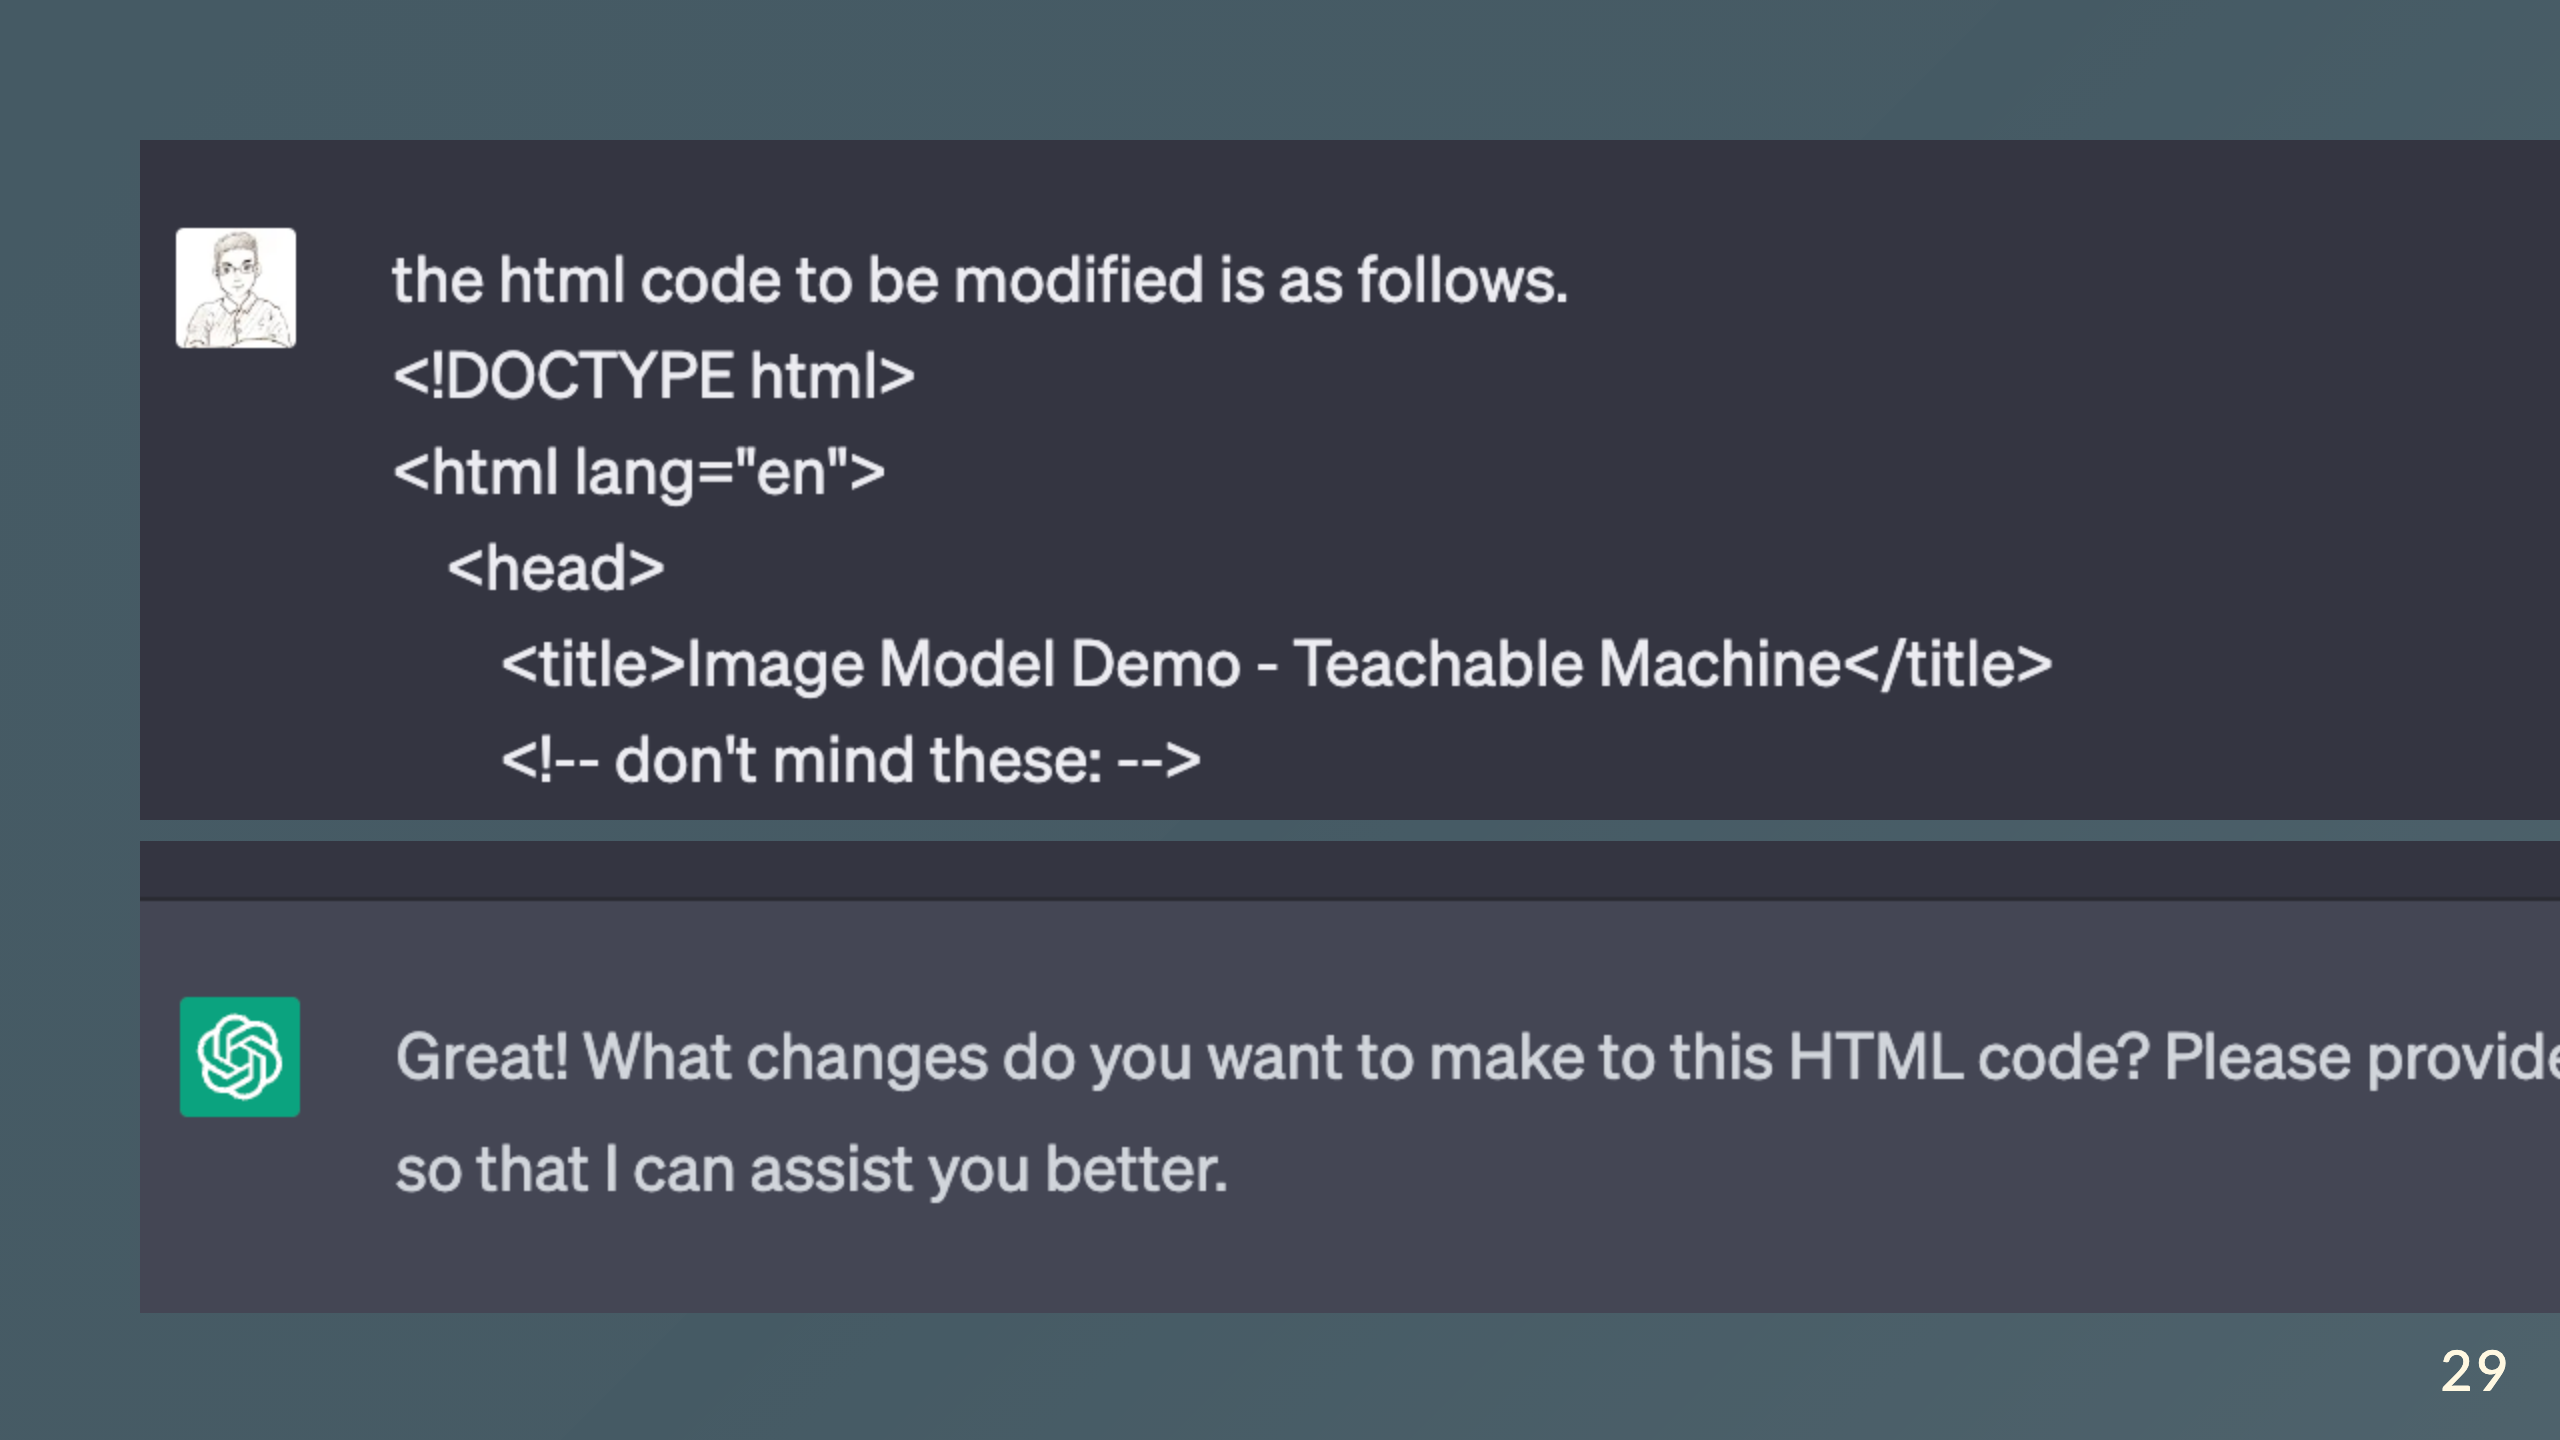 the html code to be modified is as follows.
<!DOCTYPE html>
<html lang="en">
<head>
<title>Image Model Demo - Teachable Machine</title>
<!-- don't mind these: -->
Great! What changes do you want to make to this HTML code? Please provide
so that I can assist you better.
29